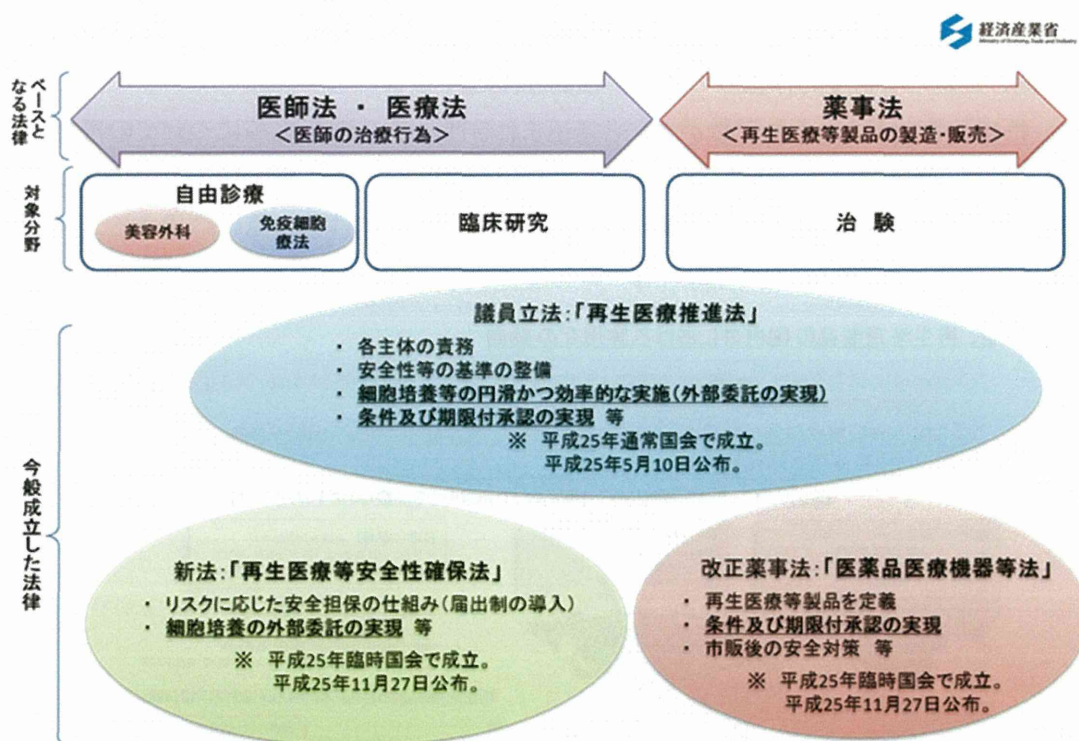 経済産業省
Ministry of Economy, Trade and Industry
ベースと
なる法律
医師法 ・ 医療法
＜医師の治療行為＞
薬事法
＜再生医療等製品の製造・販売＞
対象分野
自由診療
美容外科
免疫細胞
療法
臨床研究
治 験
今般成立した法律
議員立法：「再生医療推進法」
・ 各主体の責務
・ 安全性等の基準の整備
・ 細胞培養等の円滑かつ効率的な実施（外部委託の実現）
・ 条件及び期限付承認の実現 等
※ 平成25年通常国会で成立。
平成25年5月10日公布。
新法：「再生医療等安全性確保法」
・ リスクに応じた安全担保の仕組み（届出制の導入）
・ 細胞培養の外部委託の実現 等
※ 平成25年臨時国会で成立。
平成25年11月27日公布。
改正薬事法：「医薬品医療機器等法」
・ 再生医療等製品を定義
・ 条件及び期限付承認の実現
・ 市販後の安全対策 等
※ 平成25年臨時国会で成立。
平成25年11月27日公布。